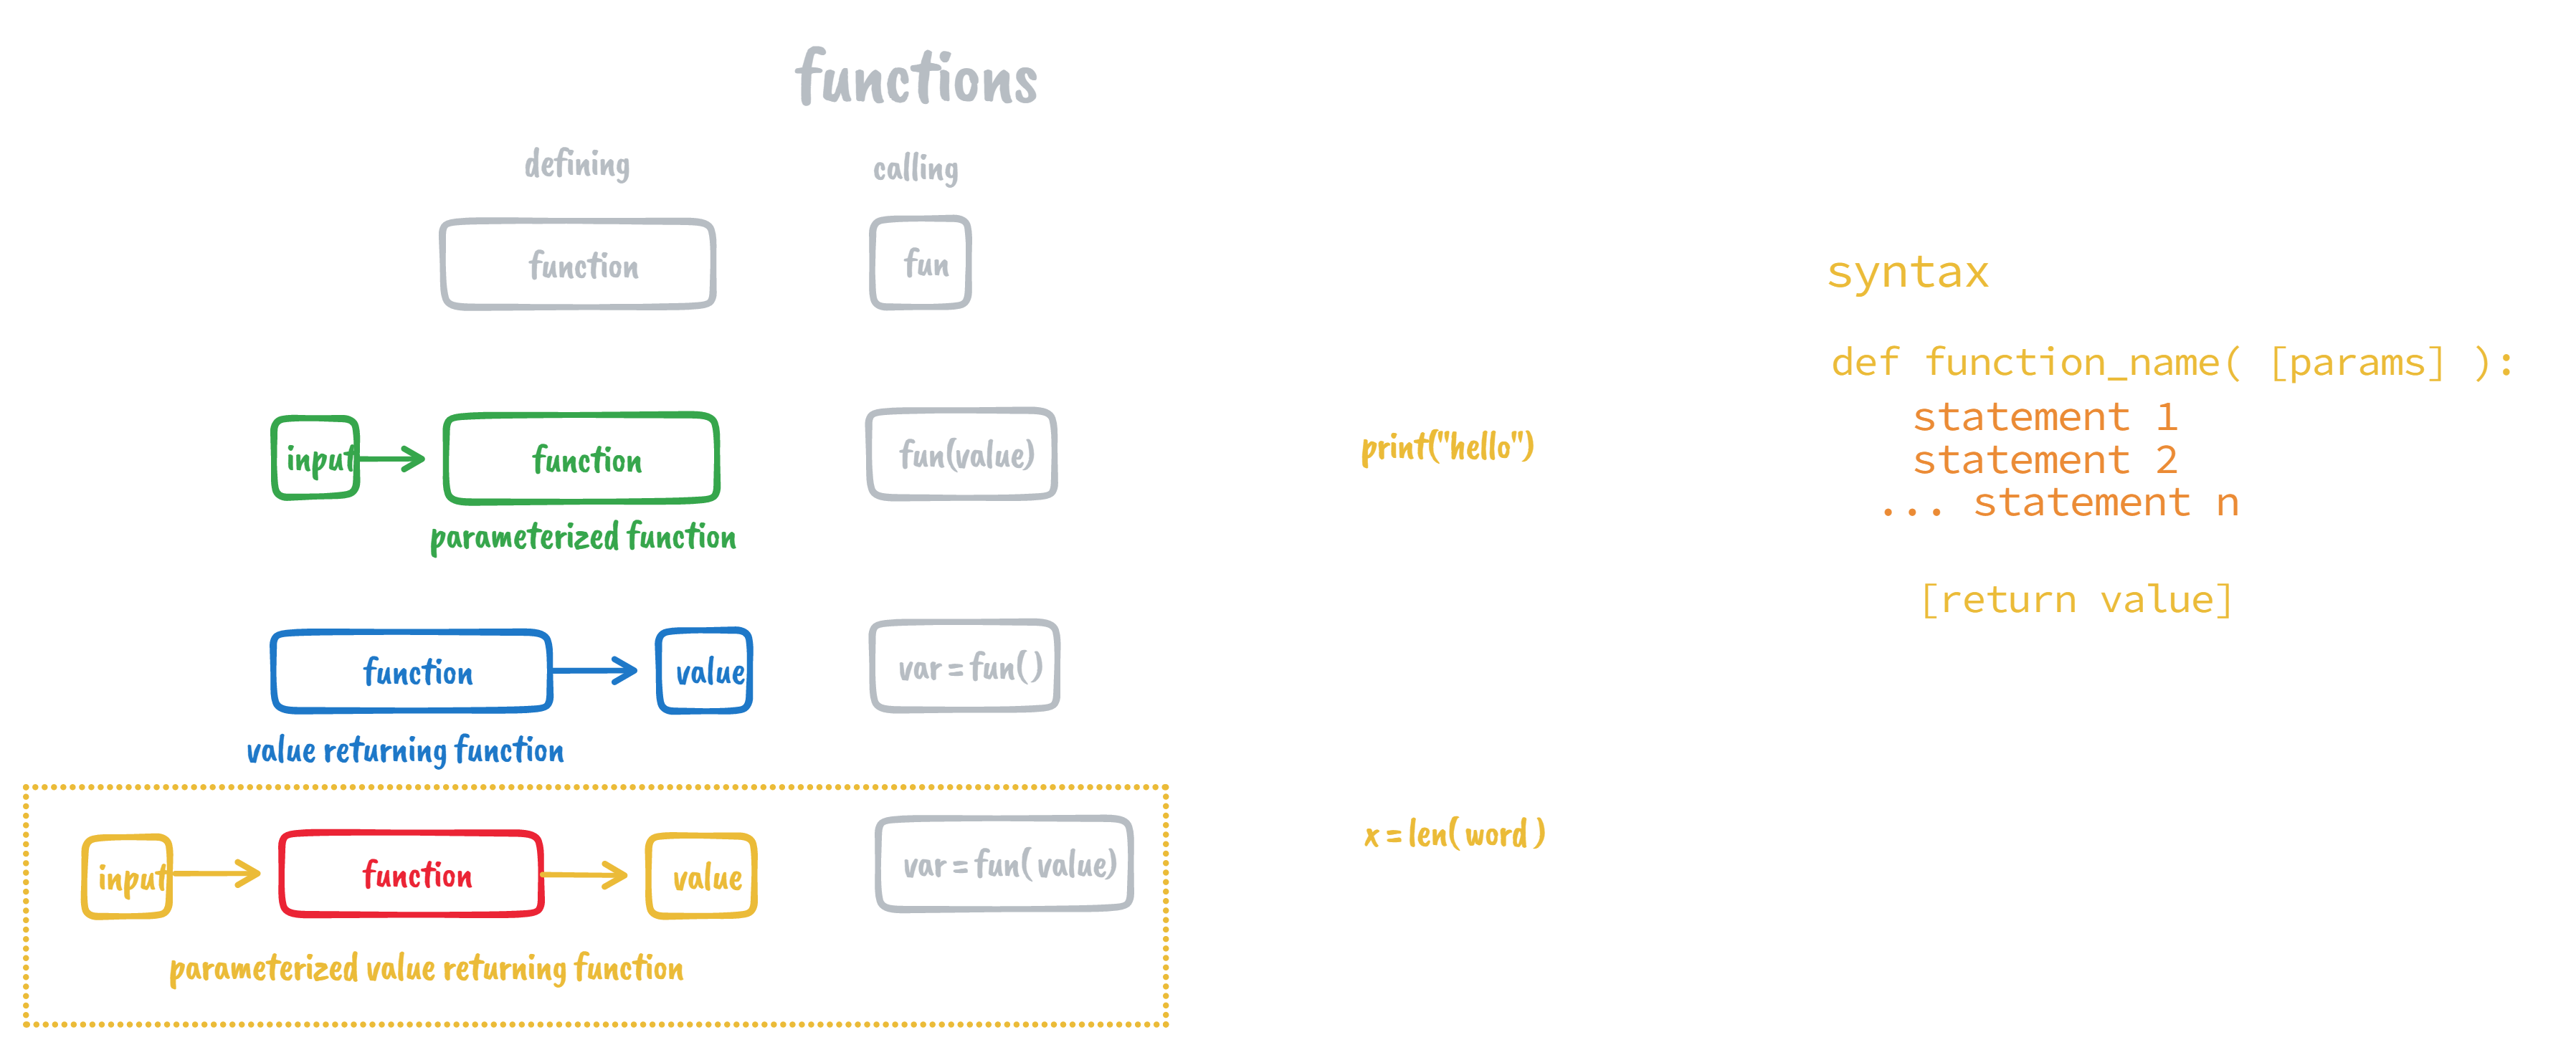 functions
defining
calling
function
fun
input
function
parameterized function
fun(value)
print("hello")
function
value
value returning function
var = fun()
input
function
value
parameterized value returning function
var = fun( value)
x = len( word )
syntax
def function_name( [params] ):
statement 1
statement 2
... statement n
[return value]